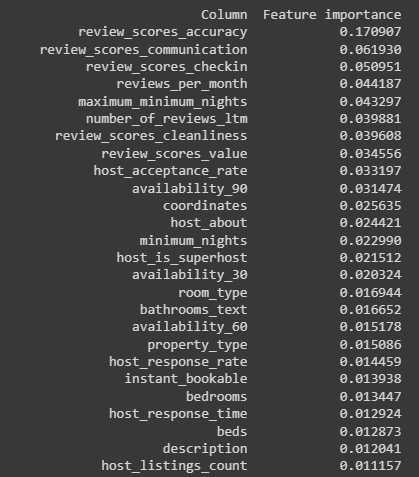 Column Feature importance
review_scores_accuracy 0.170907
review_scores_communication 0.061930
review_scores_checkin 0.050951
reviews_per_month 0.044187
maximum_minimum_nights 0.043297
number_of_reviews_ltm 0.039881
review_scores_cleanliness 0.039608
review_scores_value 0.034556
host_acceptance_rate 0.033197
availability_90 0.031474
coordinates 0.025635
host_about 0.024421
minimum_nights 0.022990
host_is_superhost 0.021512
availability_30 0.020324
room_type 0.016944
bathrooms_text 0.016652
availability_60 0.015178
property_type 0.015086
host_response_rate 0.014459
instant_bookable 0.013938
bedrooms 0.013447
host_response_time 0.012924
beds 0.012873
description 0.012041
host_listings_count 0.011157